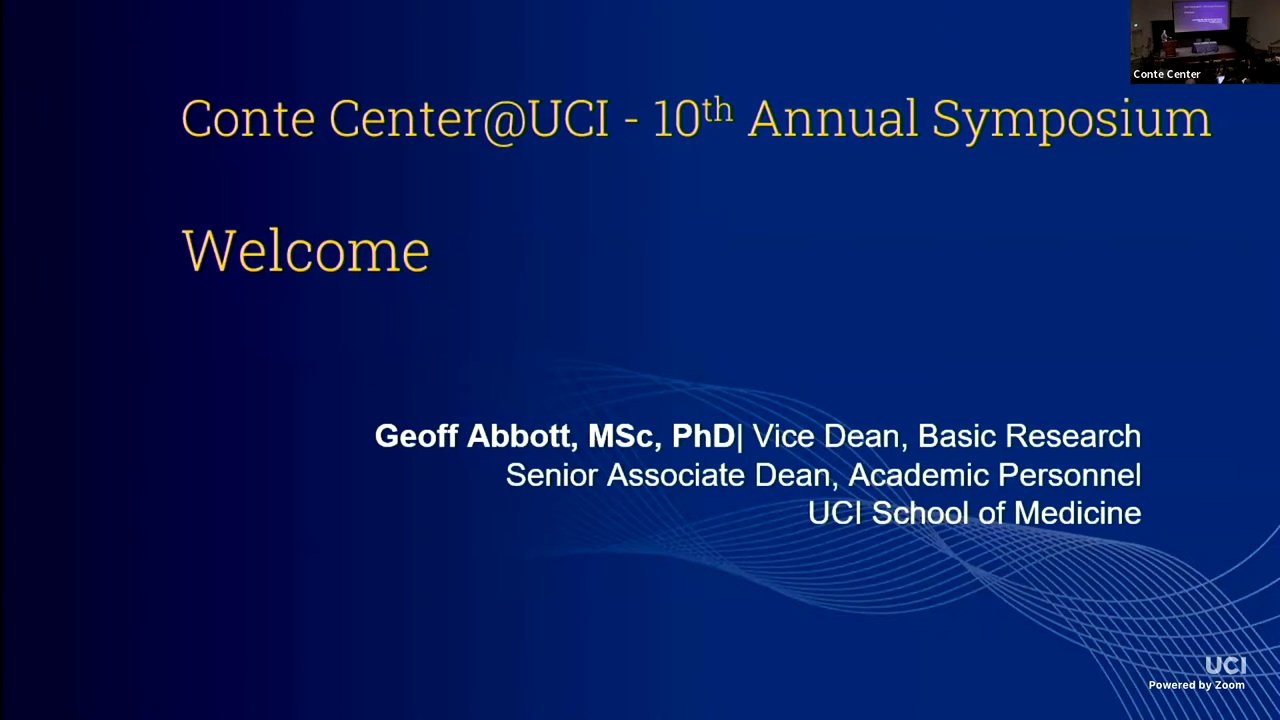 Conte Center
Conte Center@UCI - 10th Annual Symposium
Welcome
Geoff Abbott, MSc, PhD| Vice Dean, Basic Research
Senior Associate Dean, Academic Personnel
UCI School of Medicine
UCI
Powered by Zoom